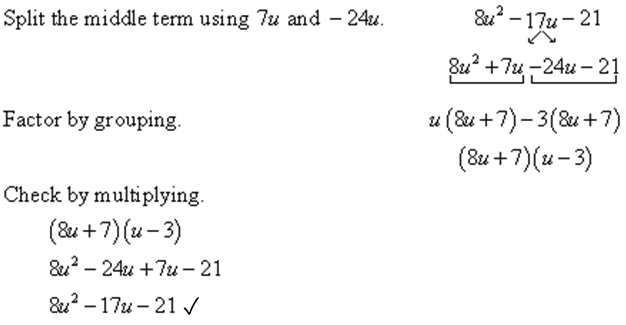 Split the middle term using 7u and − 24u. 8u² − 17u − 21
8u² + 7u − 24u − 21
Factor by grouping. u(8u + 7) − 3(8u + 7)
(8u + 7)(u − 3)
Check by multiplying.
(8u + 7)(u − 3)
8u² − 24u + 7u − 21
8u² − 17u − 21 ✓